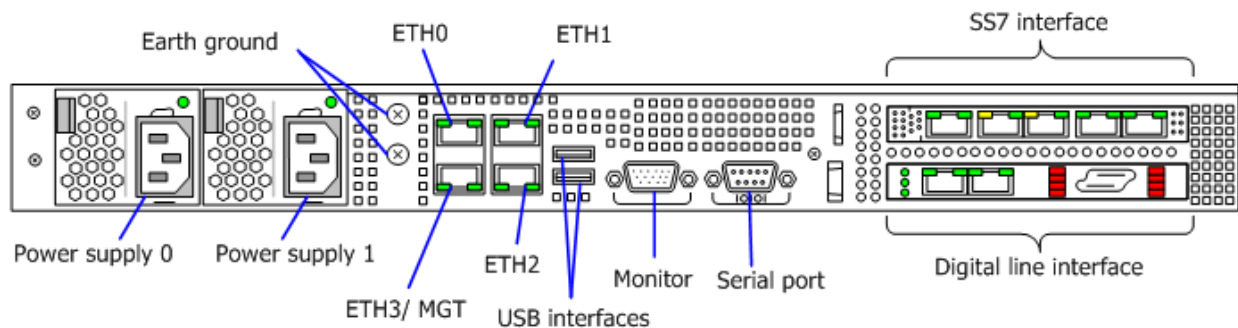 SS7 interface
ETH0
ETH1
Earth ground
Power supply 0
Power supply 1
ETH2
Monitor
Serial port
Digital line interface
ETH3/ MGT
USB interfaces